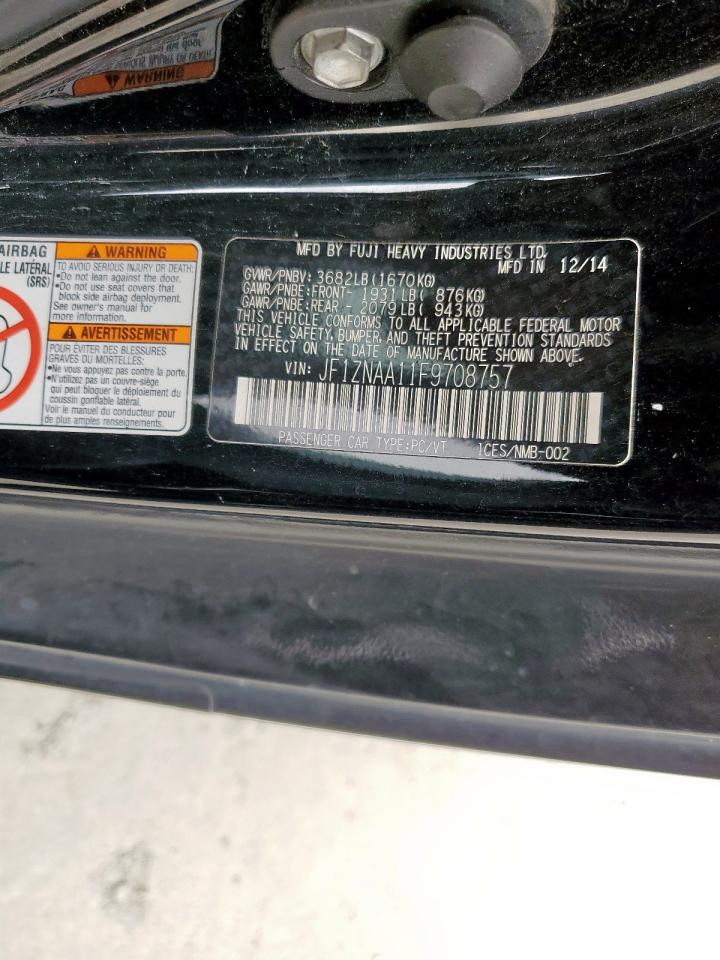 WARNING
AIRBAG
LE LATÉRAL
(SRS)
WARNING
TO AVOID SERIOUS INJURY OR DEATH:
•Do not lean against the door.
•Do not use seat covers that
block side airbag deployment.
See owner's manual for
more information.
AVERTISSEMENT
POUR ÉVITER DES BLESSURES
GRAVES OU MORTELLES:
•Ne vous appuyez pas contre la porte.
•N'utilizez pas un couvre-siège
qui peut bloquer le déploiement du
coussin gonflable latéral.
Voir le manuel du conducteur pour
de plus amples renseignements.
MFD BY FUJI HEAVY INDUSTRIES LTD.
MFD IN 12/14
GVWR/PNBV: 3682LB(1670KG)
GAWR/PNBE:FRONT- 1931LB( 876KG)
GAWR/PNBE:REAR - 2079LB( 943KG)
THIS VEHICLE CONFORMS TO ALL APPLICABLE FEDERAL MOTOR
VEHICLE SAFETY, BUMPER, AND THEFT PREVENTION STANDARDS
IN EFFECT ON THE DATE OF MANUFACTURE SHOWN ABOVE.
VIN: JF1ZNAA11F9708757
PASSENGER CAR TYPE:PC/VT ICES/NMB-002